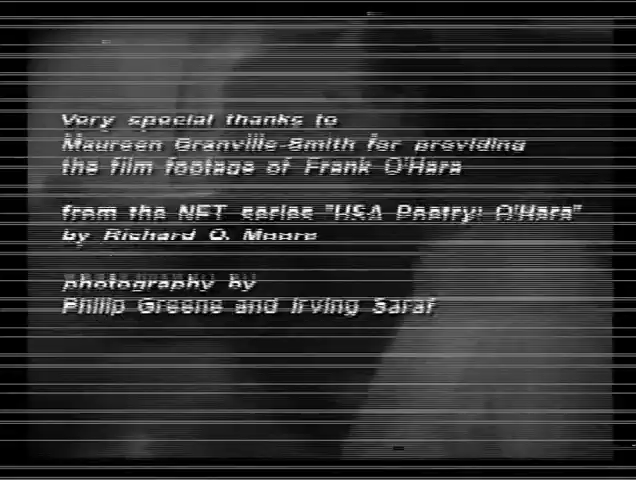 Very special thanks to
Maureen Granville-Smith for providing
the film footage of Frank O'Hara
from the NET series "USA Poetry: O'Hara"
by Richard O. Moore
photography by
Philip Greene and Irving Saraf